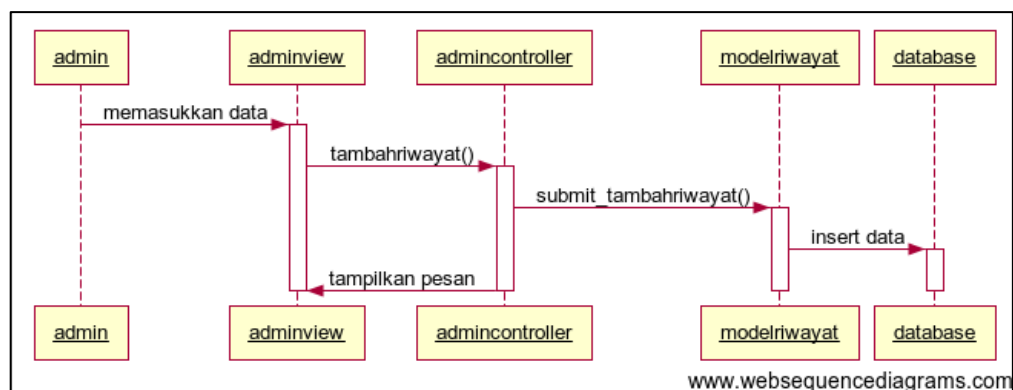 admin
adminview
admincontroller
modelriwayat
database
memasukkan data
tambahriwayat()
submit_tambahriwayat()
insert data
tampilkan pesan
admin
adminview
admincontroller
modelriwayat
database
www.websequencediagrams.com